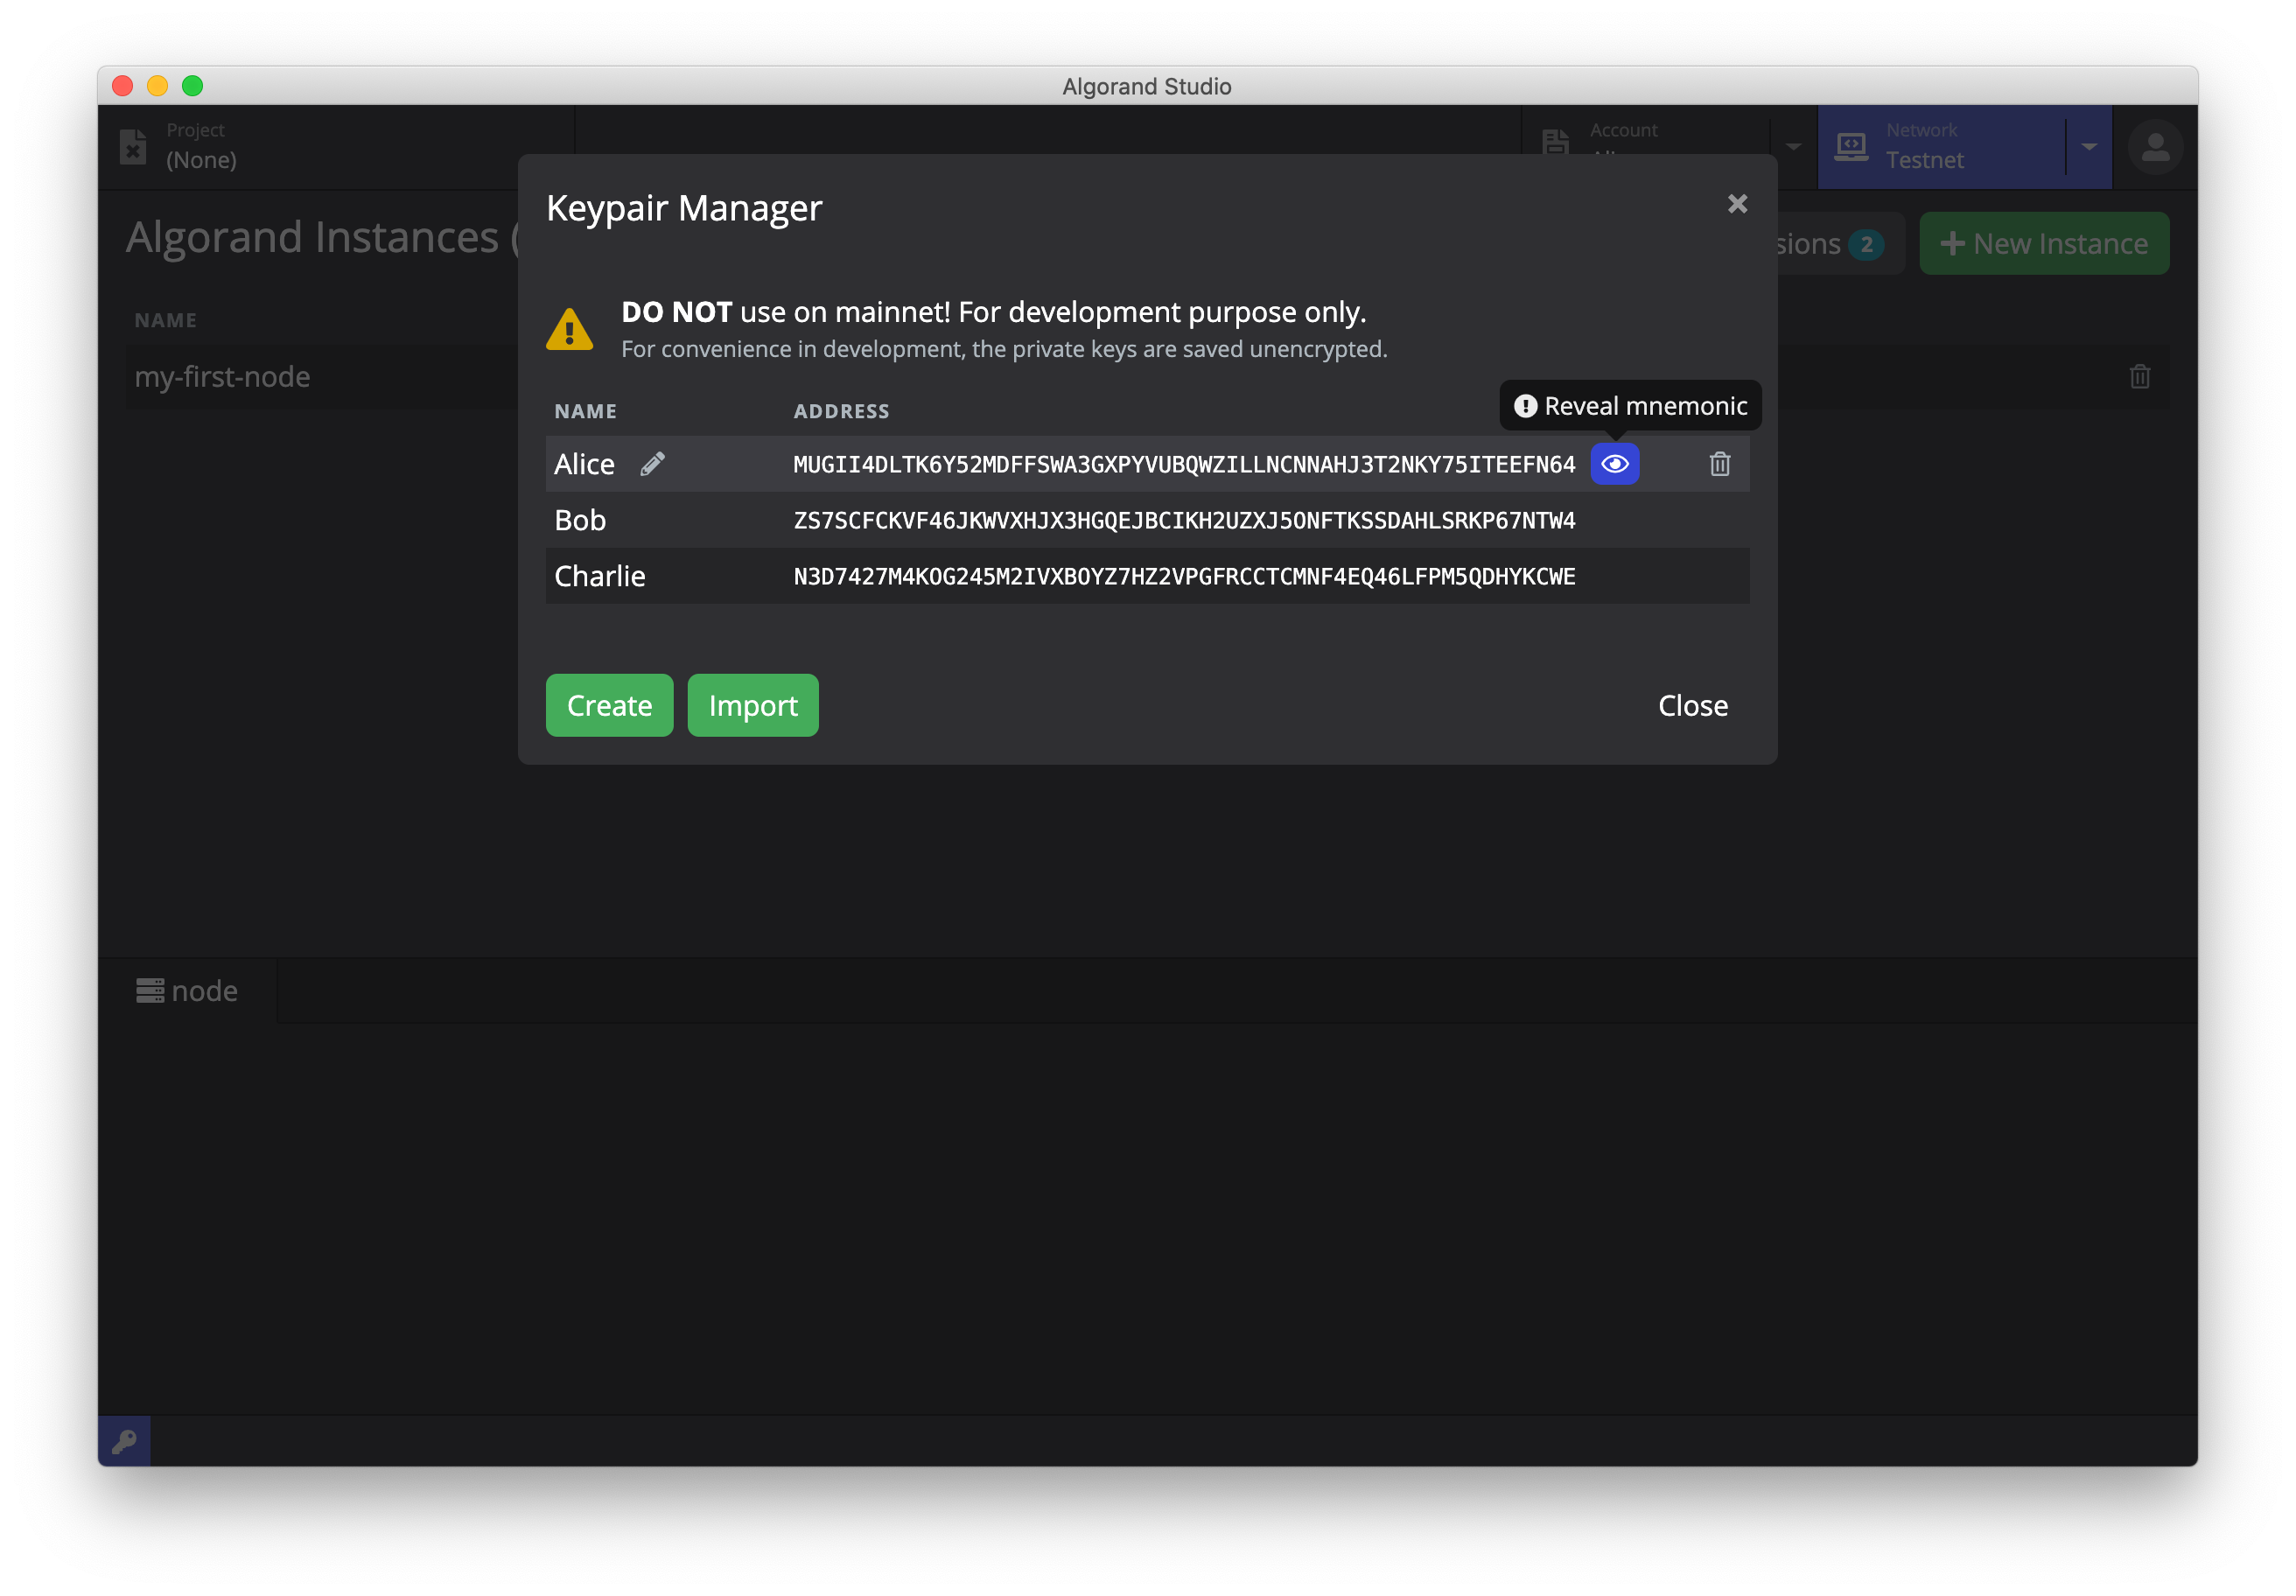 Algorand Studio
Project
(None)
Account
Network
Testnet
Algorand Instances (
sions 2
New Instance
NAME
my-first-node
Keypair Manager
DO NOT use on mainnet! For development purpose only.
For convenience in development, the private keys are saved unencrypted.
Reveal mnemonic
NAME ADDRESS
Alice MUGII4DLTK6Y52MDFFSWA3GXPYVUBQWZILLNCNNAHJ3T2NKY75ITEEFN64
Bob ZS7SCFCKVF46JKWVXHJX3HGQEJBCIKH2UZXJ5ONFTKSSDAHLSRKP67NTW4
Charlie N3D7427M4KOG245M2IVXBOYZ7HZ2VPGFRCCTCMNF4EQ46LFPM5QDHYKCWE
Create
Import
Close
node